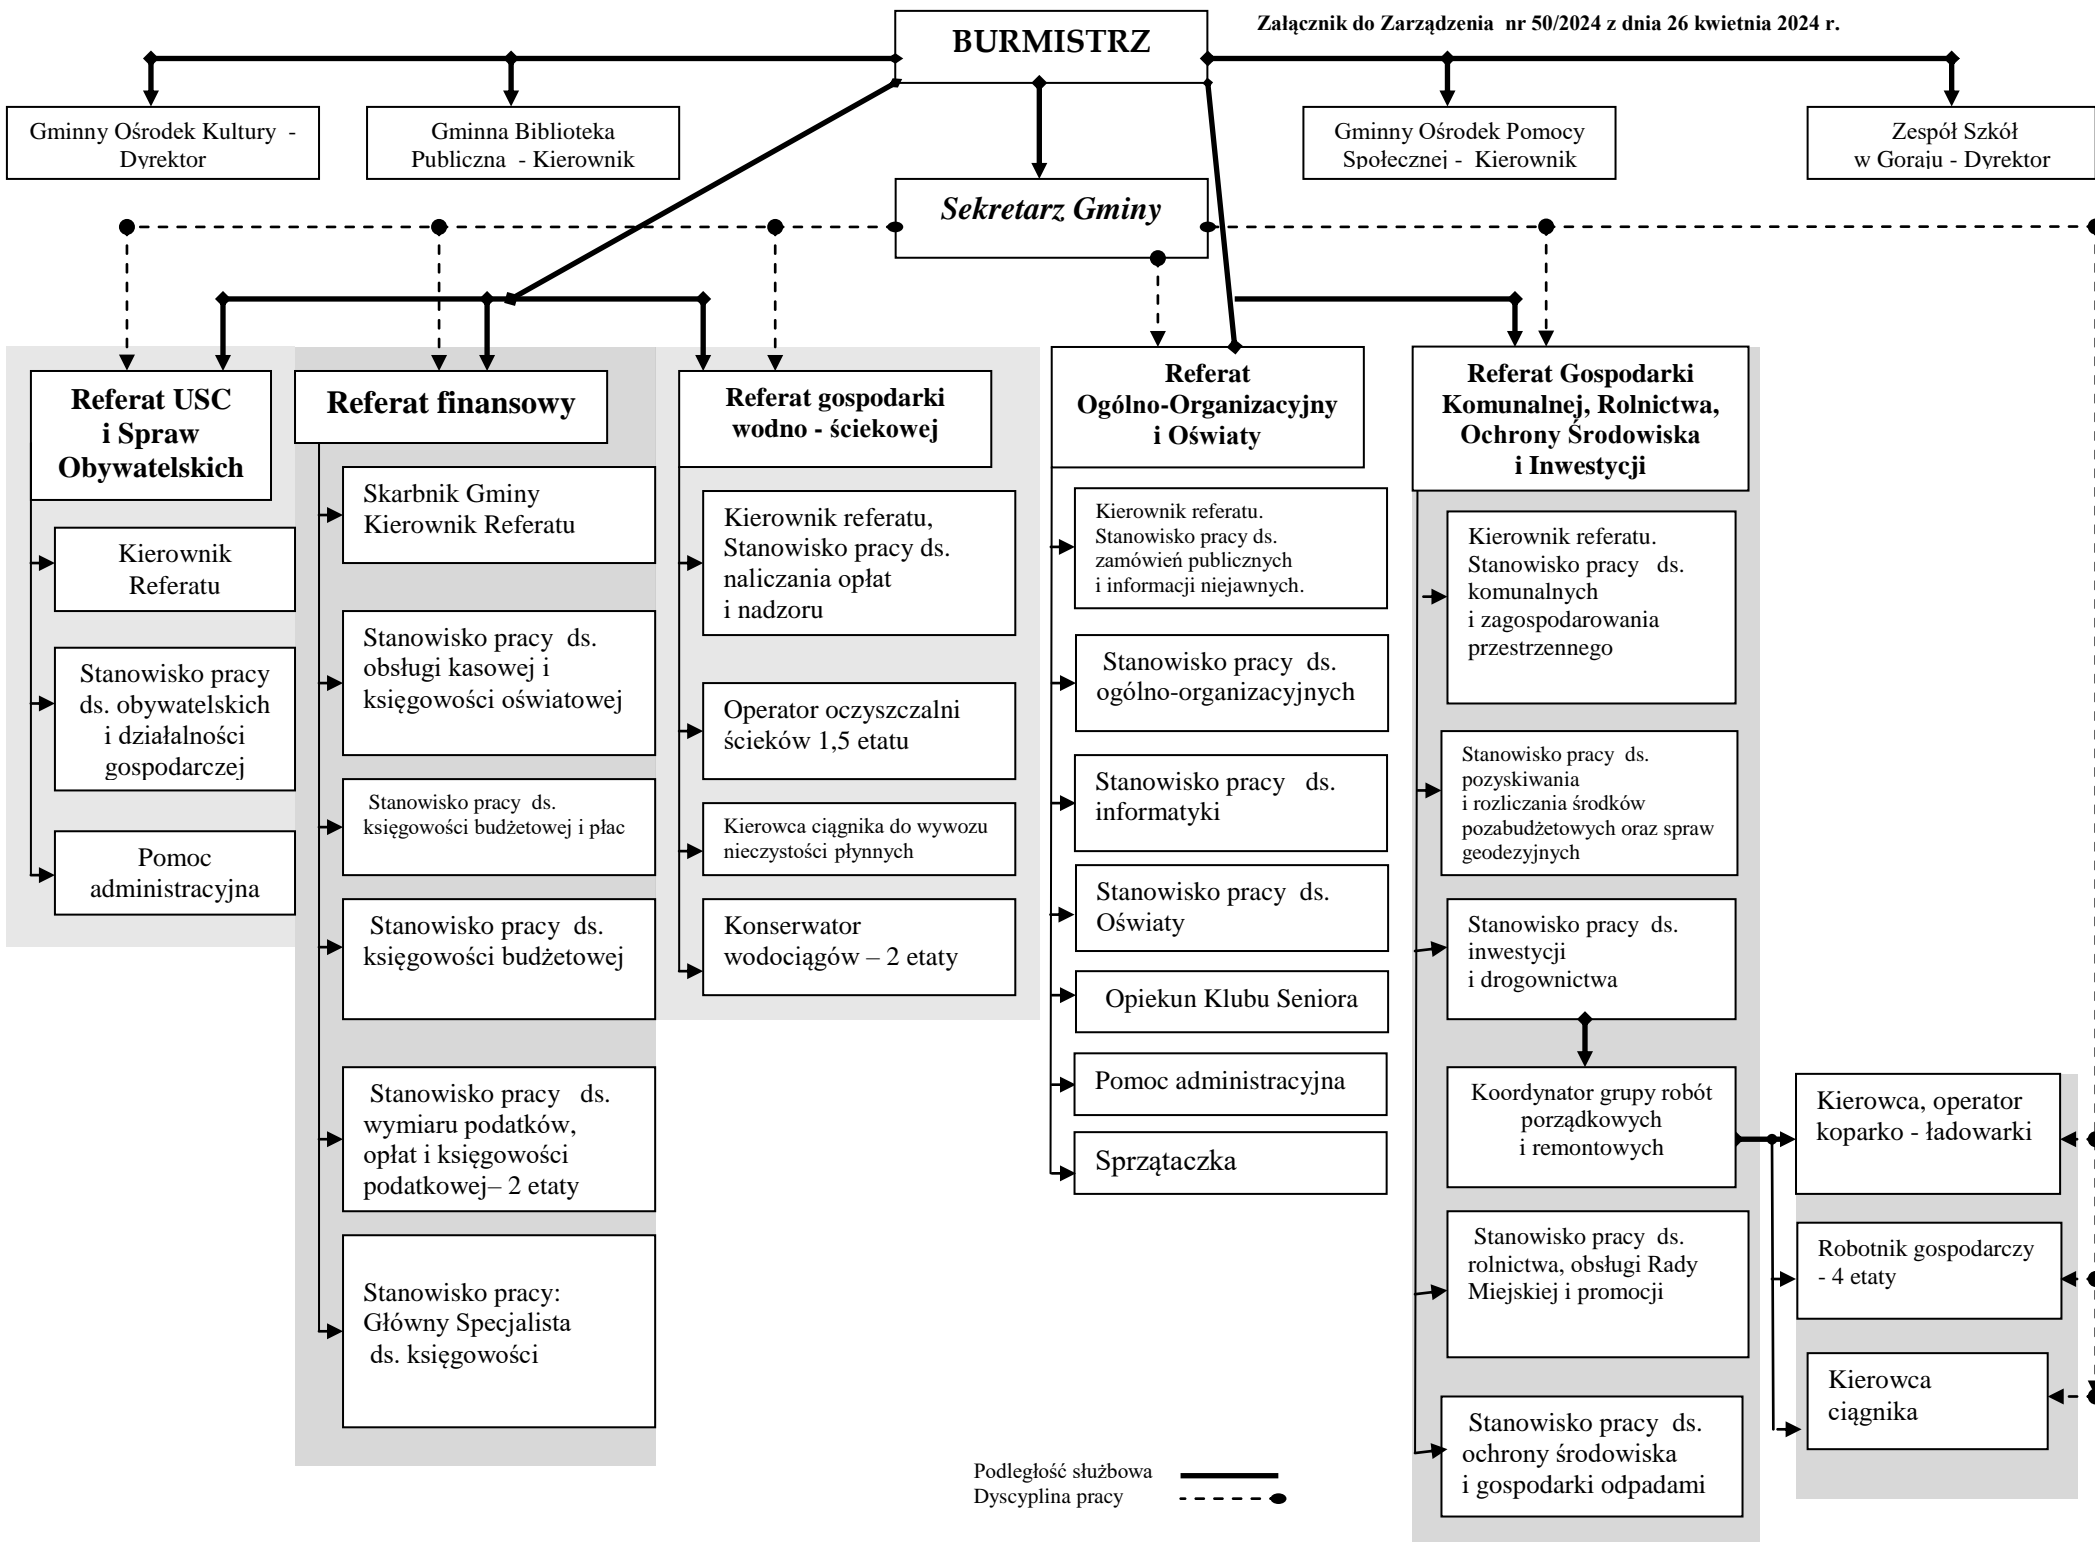 Załącznik do Zarządzenia nr 50/2024 z dnia 26 kwietnia 2024 r.
BURMISTRZ
Gminny Ośrodek Kultury -
Dyrektor
Gminna Biblioteka
Publiczna - Kierownik
Gminny Ośrodek Pomocy
Społecznej - Kierownik
Zespół Szkół
w Goraju - Dyrektor
Sekretarz Gminy
Referat USC
i Spraw
Obywatelskich
Kierownik
Referatu
Stanowisko pracy
ds. obywatelskich
i działalności
gospodarczej
Pomoc
administracyjna
Referat finansowy
Skarbnik Gminy
Kierownik Referatu
Stanowisko pracy ds.
obsługi kasowej i
księgowości oświatowej
Stanowisko pracy ds.
księgowości budżetowej i płac
Stanowisko pracy ds.
księgowości budżetowej
Stanowisko pracy ds.
wymiaru podatków,
opłat i księgowości
podatkowej– 2 etaty
Stanowisko pracy:
Główny Specjalista
ds. księgowości
Referat gospodarki
wodno - ściekowej
Kierownik referatu,
Stanowisko pracy ds.
naliczania opłat
i nadzoru
Operator oczyszczalni
ścieków 1,5 etatu
Kierowca ciągnika do wywozu
nieczystości płynnych
Konserwator
wodociągów – 2 etaty
Referat
Ogólno-Organizacyjny
i Oświaty
Kierownik referatu.
Stanowisko pracy ds.
zamówień publicznych
i informacji niejawnych.
Stanowisko pracy ds.
ogólno-organizacyjnych
Stanowisko pracy ds.
informatyki
Stanowisko pracy ds.
Oświaty
Opiekun Klubu Seniora
Pomoc administracyjna
Sprzątaczka
Referat Gospodarki
Komunalnej, Rolnictwa,
Ochrony Środowiska
i Inwestycji
Kierownik referatu.
Stanowisko pracy ds.
komunalnych
i zagospodarowania
przestrzennego
Stanowisko pracy ds.
pozyskiwania
i rozliczania środków
pozabudżetowych oraz spraw
geodezyjnych
Stanowisko pracy ds.
inwestycji
i drogownictwa
Koordynator grupy robót
porządkowych
i remontowych
Stanowisko pracy ds.
rolnictwa, obsługi Rady
Miejskiej i promocji
Stanowisko pracy ds.
ochrony środowiska
i gospodarki odpadami
Kierowca, operator
koparko - ładowarki
Robotnik gospodarczy
- 4 etaty
Kierowca
ciągnika
Podległość służbowa
Dyscyplina pracy